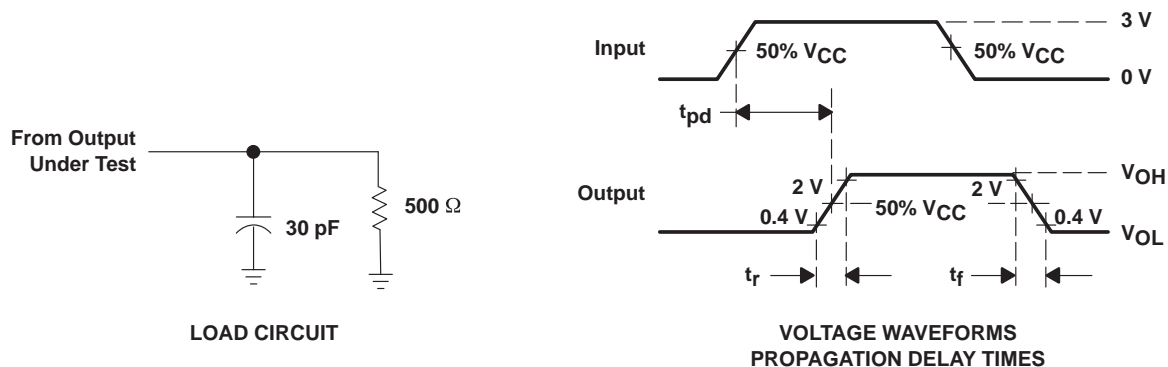 From Output
Under Test
30 pF
500 Ω
LOAD CIRCUIT
Input
50% VCC
50% VCC
3 V
0 V
tpd
Output
2 V
0.4 V
50% VCC
2 V
0.4 V
VOH
VOL
tr
tf
VOLTAGE WAVEFORMS
PROPAGATION DELAY TIMES